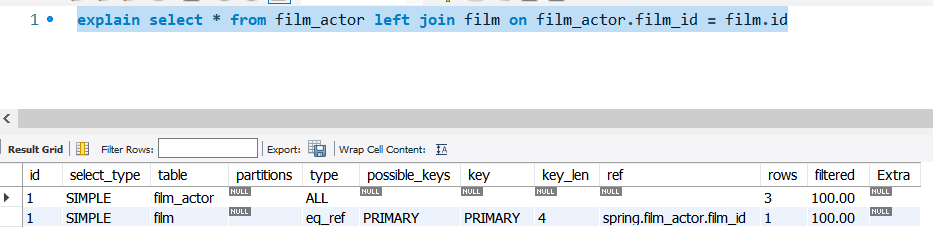 1 explain select * from film_actor left join film on film_actor.film_id = film.id
Result Grid Filter Rows: Export: Wrap Cell Content:
id select_type table partitions type possible_keys key key_len ref rows filtered Extra
1 SIMPLE film_actor NULL ALL NULL NULL NULL NULL 3 100.00 NULL
1 SIMPLE film NULL eq_ref PRIMARY PRIMARY 4 spring.film_actor.film_id 1 100.00 NULL